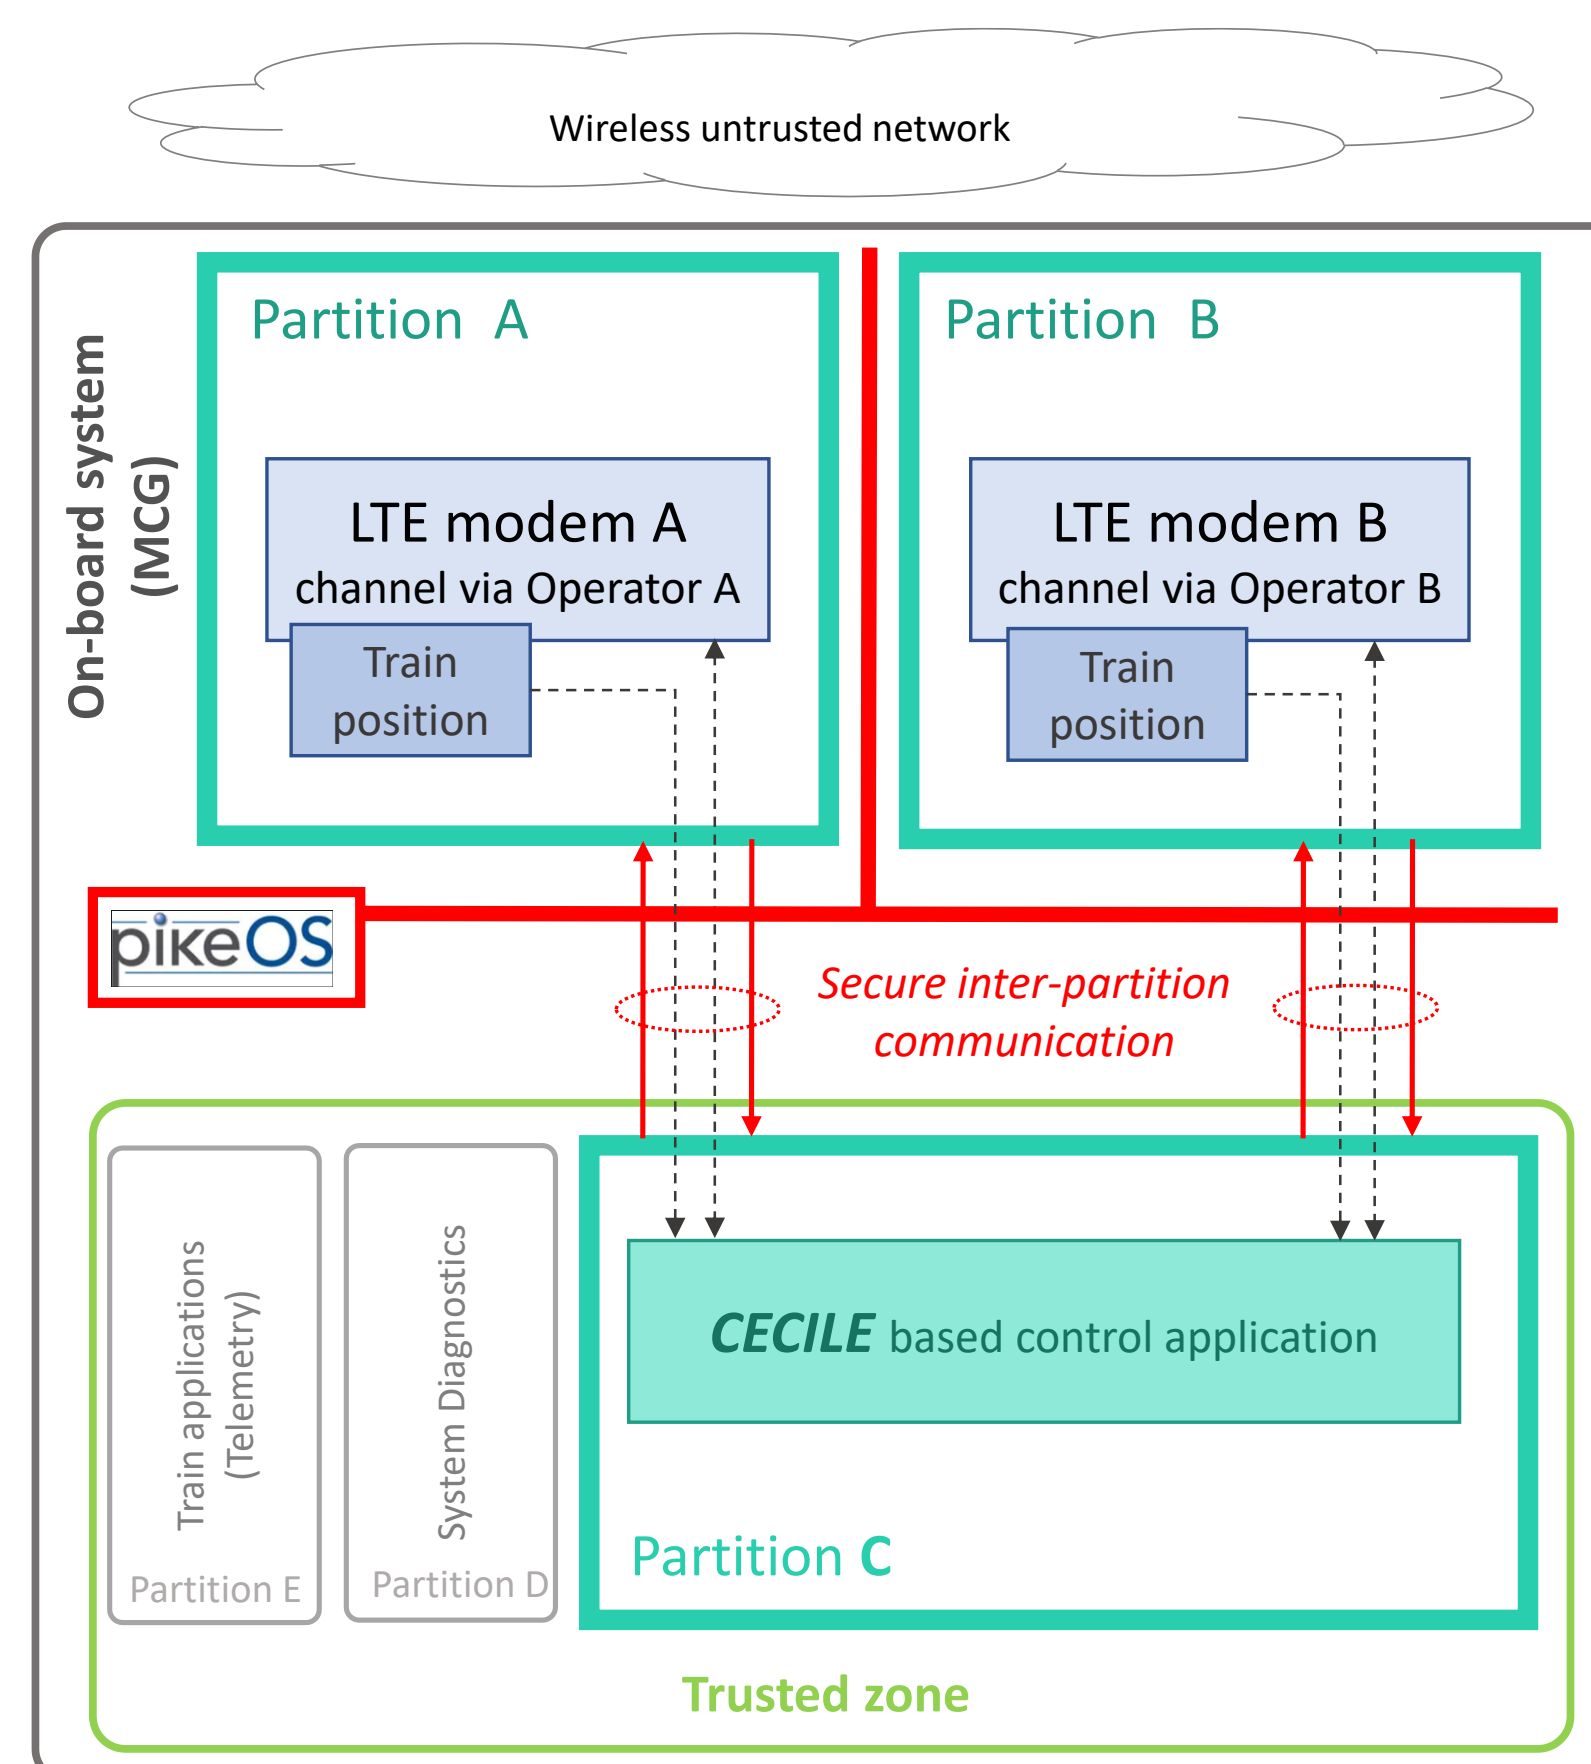 Wireless untrusted network
On-board system
(MCG)
Partition A
Partition B
LTE modem A
channel via Operator A
Train
position
LTE modem B
channel via Operator B
Train
position
pikeOS
Secure inter-partition
communication
Train applications
(Telemetry)
Partition E
System Diagnostics
Partition D
CECILE based control application
Partition C
Trusted zone